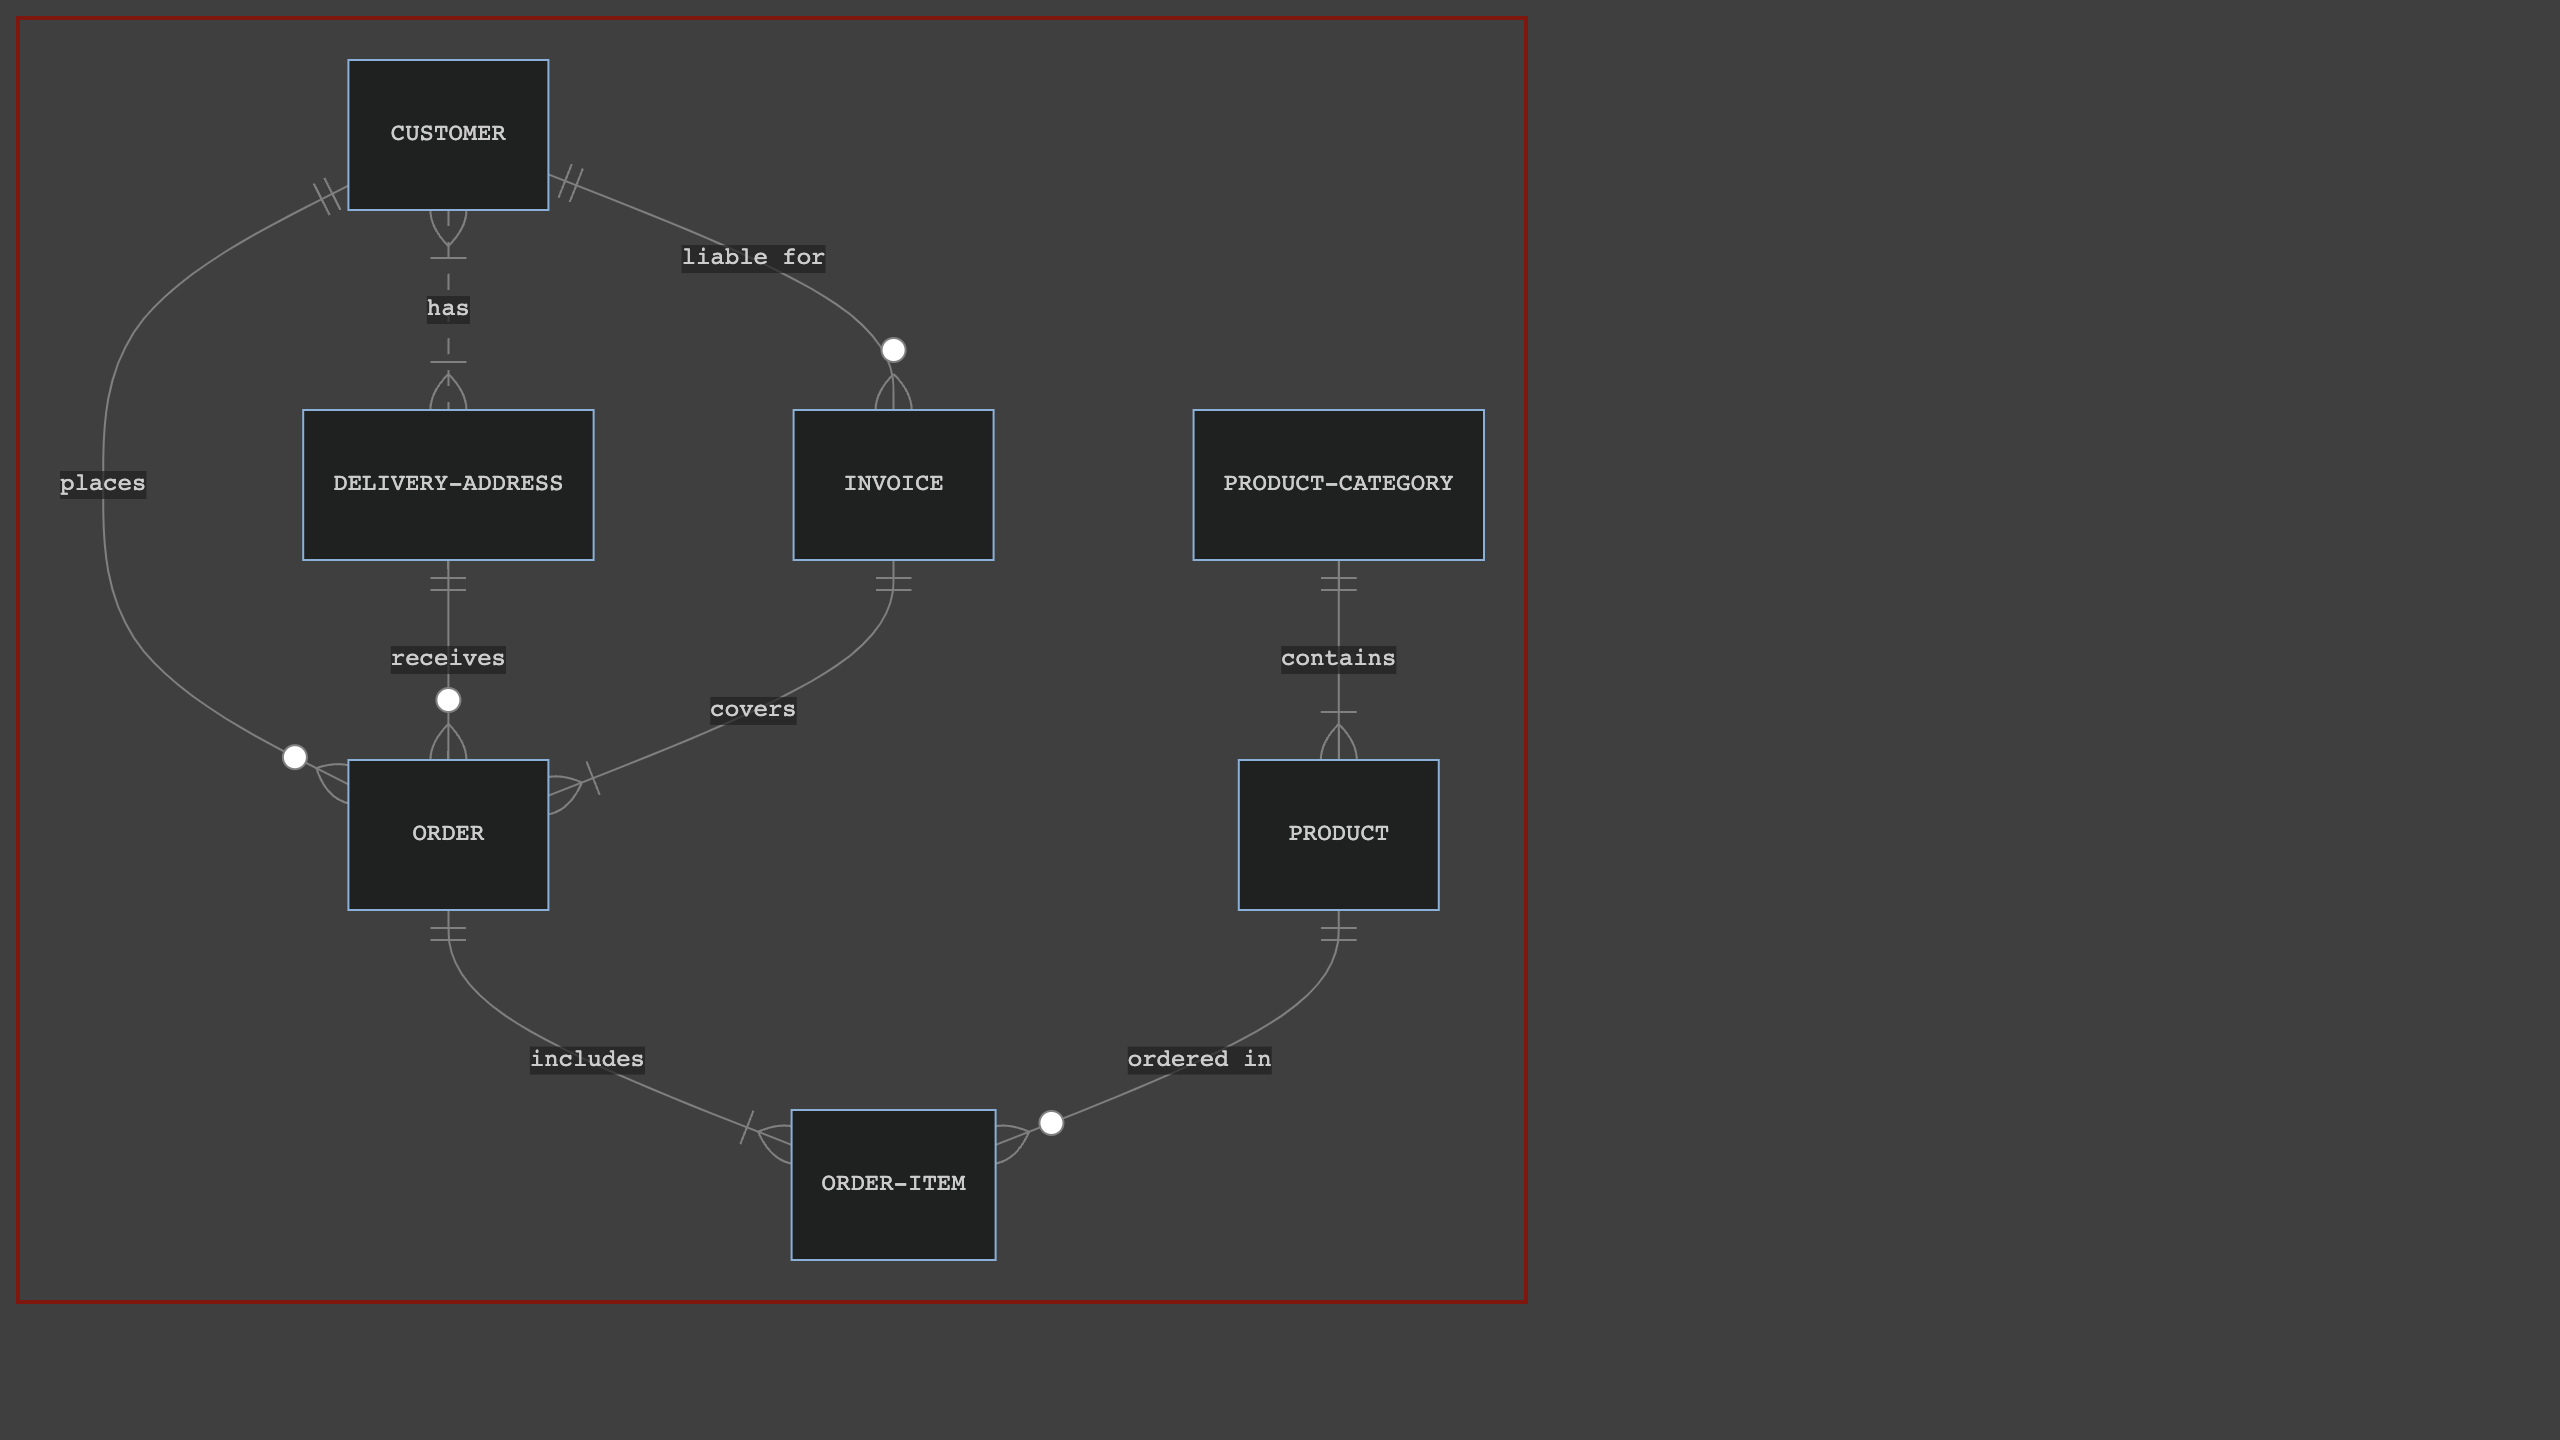 CUSTOMER
liable for
has
places
DELIVERY-ADDRESS
INVOICE
PRODUCT-CATEGORY
receives
contains
covers
ORDER
PRODUCT
includes
ordered in
ORDER-ITEM